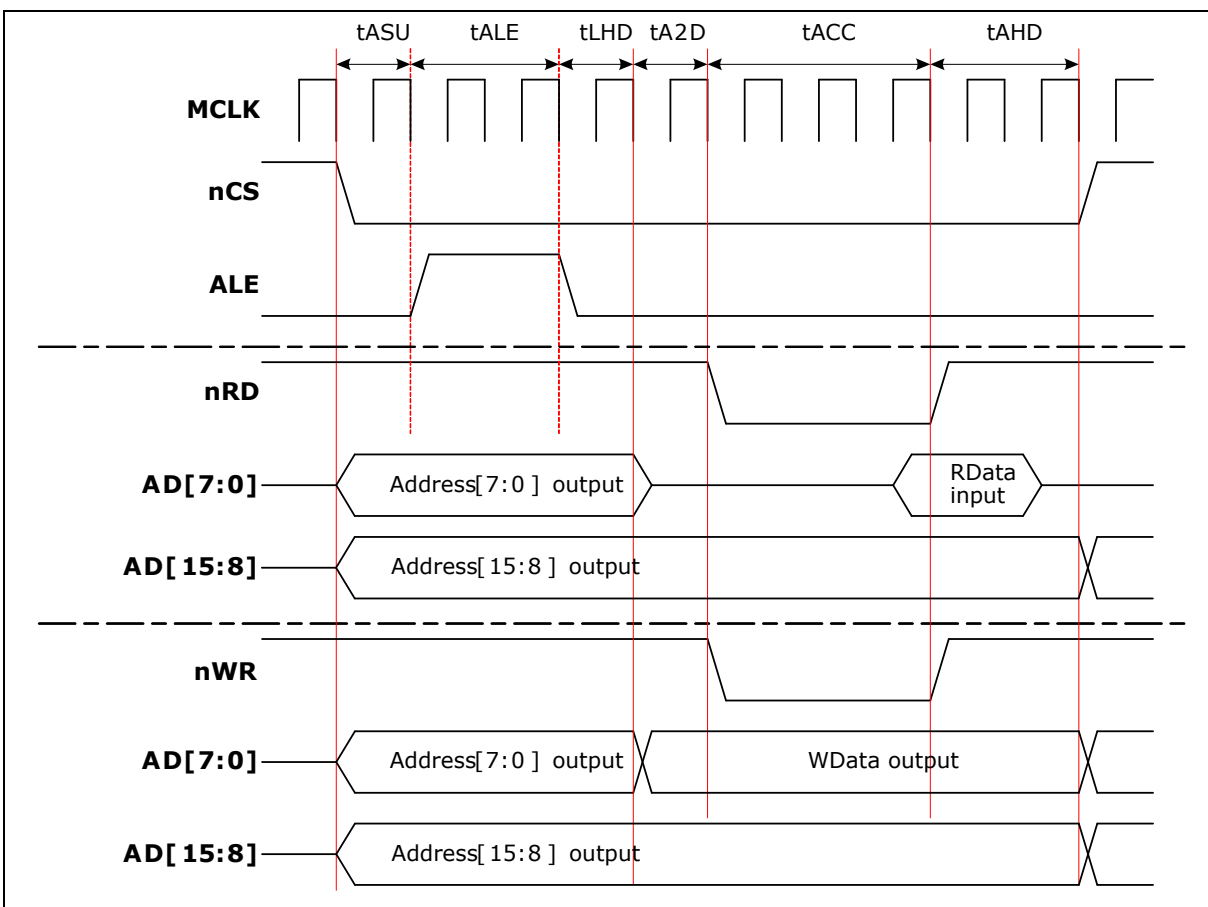 tASU tALE tLHD tA2D tACC tAHD
MCLK
nCS
ALE
nRD
AD[7:0] Address[7:0] output RData
input
AD[15:8] Address[15:8] output
nWR
AD[7:0] Address[7:0] output WData output
AD[15:8] Address[15:8] output